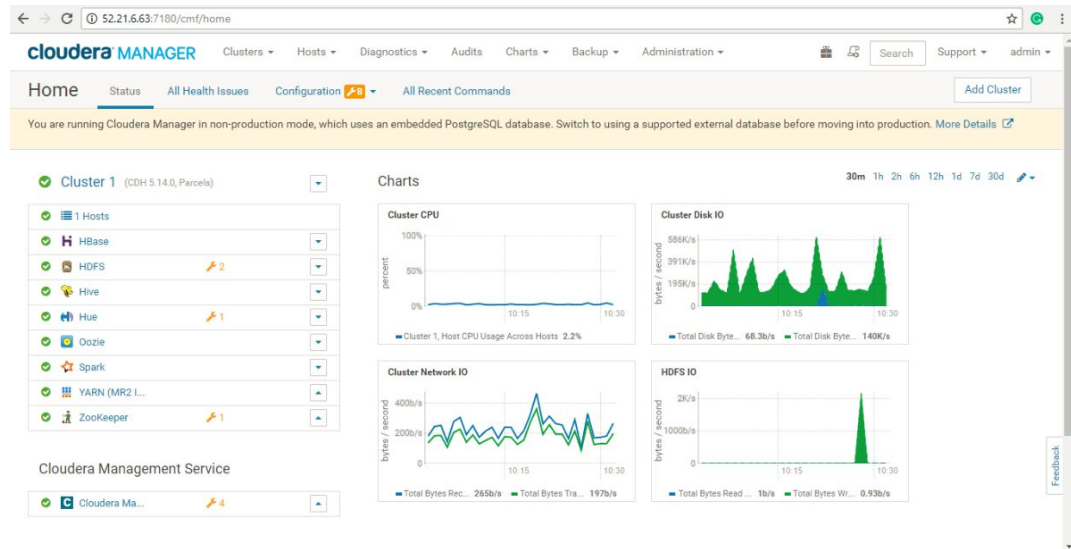 52.21.6.63:7180/cmf/home
cloudera MANAGER Clusters Hosts Diagnostics Audits Charts Backup Administration Search Support admin
Home Status All Health Issues Configuration 8 All Recent Commands Add Cluster
You are running Cloudera Manager in non-production mode, which uses an embedded PostgreSQL database. Switch to using a supported external database before moving into production. More Details
Cluster 1 (CDH 5.14.0, Parcela)
1 Hosts
HBase
HDFS 2
Hive
Hue 1
Oozie
Spark
YARN (MR2 I...
ZooKeeper 1
Cloudera Management Service
Cloudera Ma... 4
Charts
30m 1h 2h 6h 12h 1d 7d 30d
Cluster CPU
percent
100%
50%
0%
10:15 10:30
Cluster 1, Host CPU Usage Across Hosts 2.2%
Cluster Disk IO
bytes / second
586K/s
391K/s
195K/s
0
10:15 10:30
Total Disk Byte... 68.3b/s Total Disk Byte... 140K/s
Cluster Network IO
bytes / second
400b/s
200b/s
0
10:15 10:30
Total Bytes Rec... 265b/s Total Bytes Tra... 197b/s
HDFS IO
bytes / second
2K/s
1000b/s
0
10:15 10:30
Total Bytes Read ... 1b/s Total Bytes Wr... 0.93b/s
Feedback